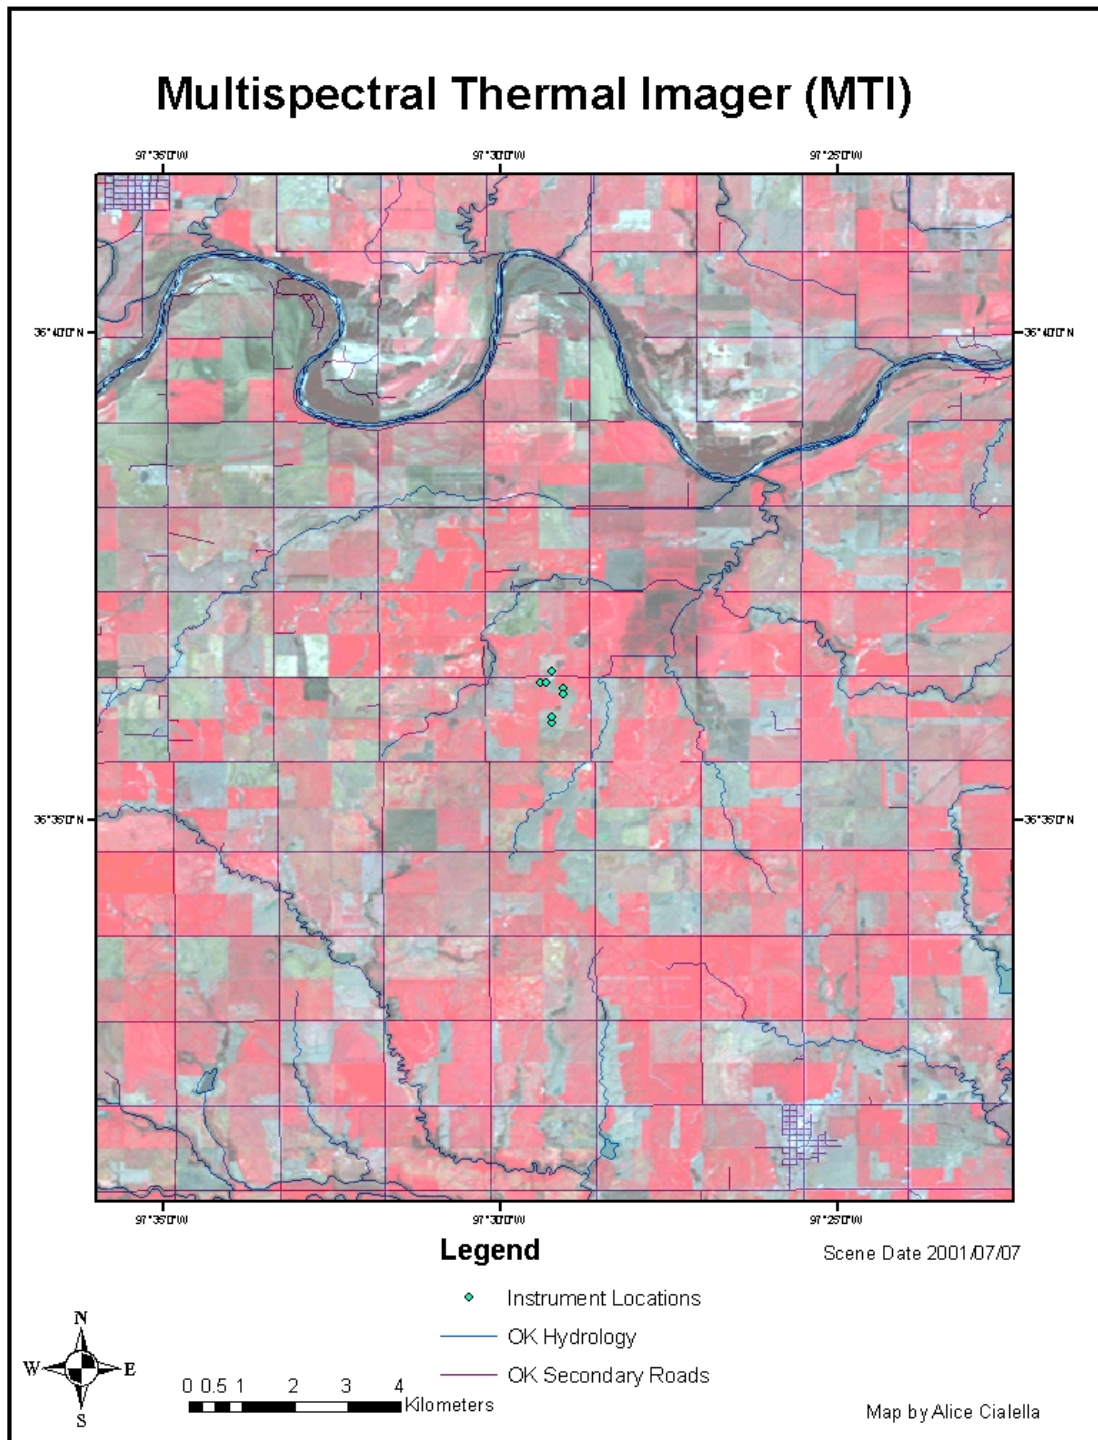 Multispectral Thermal Imager (MTI)
97°35'0"W 97°30'0"W 97°25'0"W
36°40'0"N 36°40'0"N
36°35'0"N 36°35'0"N
97°35'0"W 97°30'0"W 97°25'0"W
Legend
Scene Date 2001/07/07
Instrument Locations
OK Hydrology
OK Secondary Roads
N
W E
S
0 0.5 1 2 3 4
Kilometers
Map by Alice Cialella